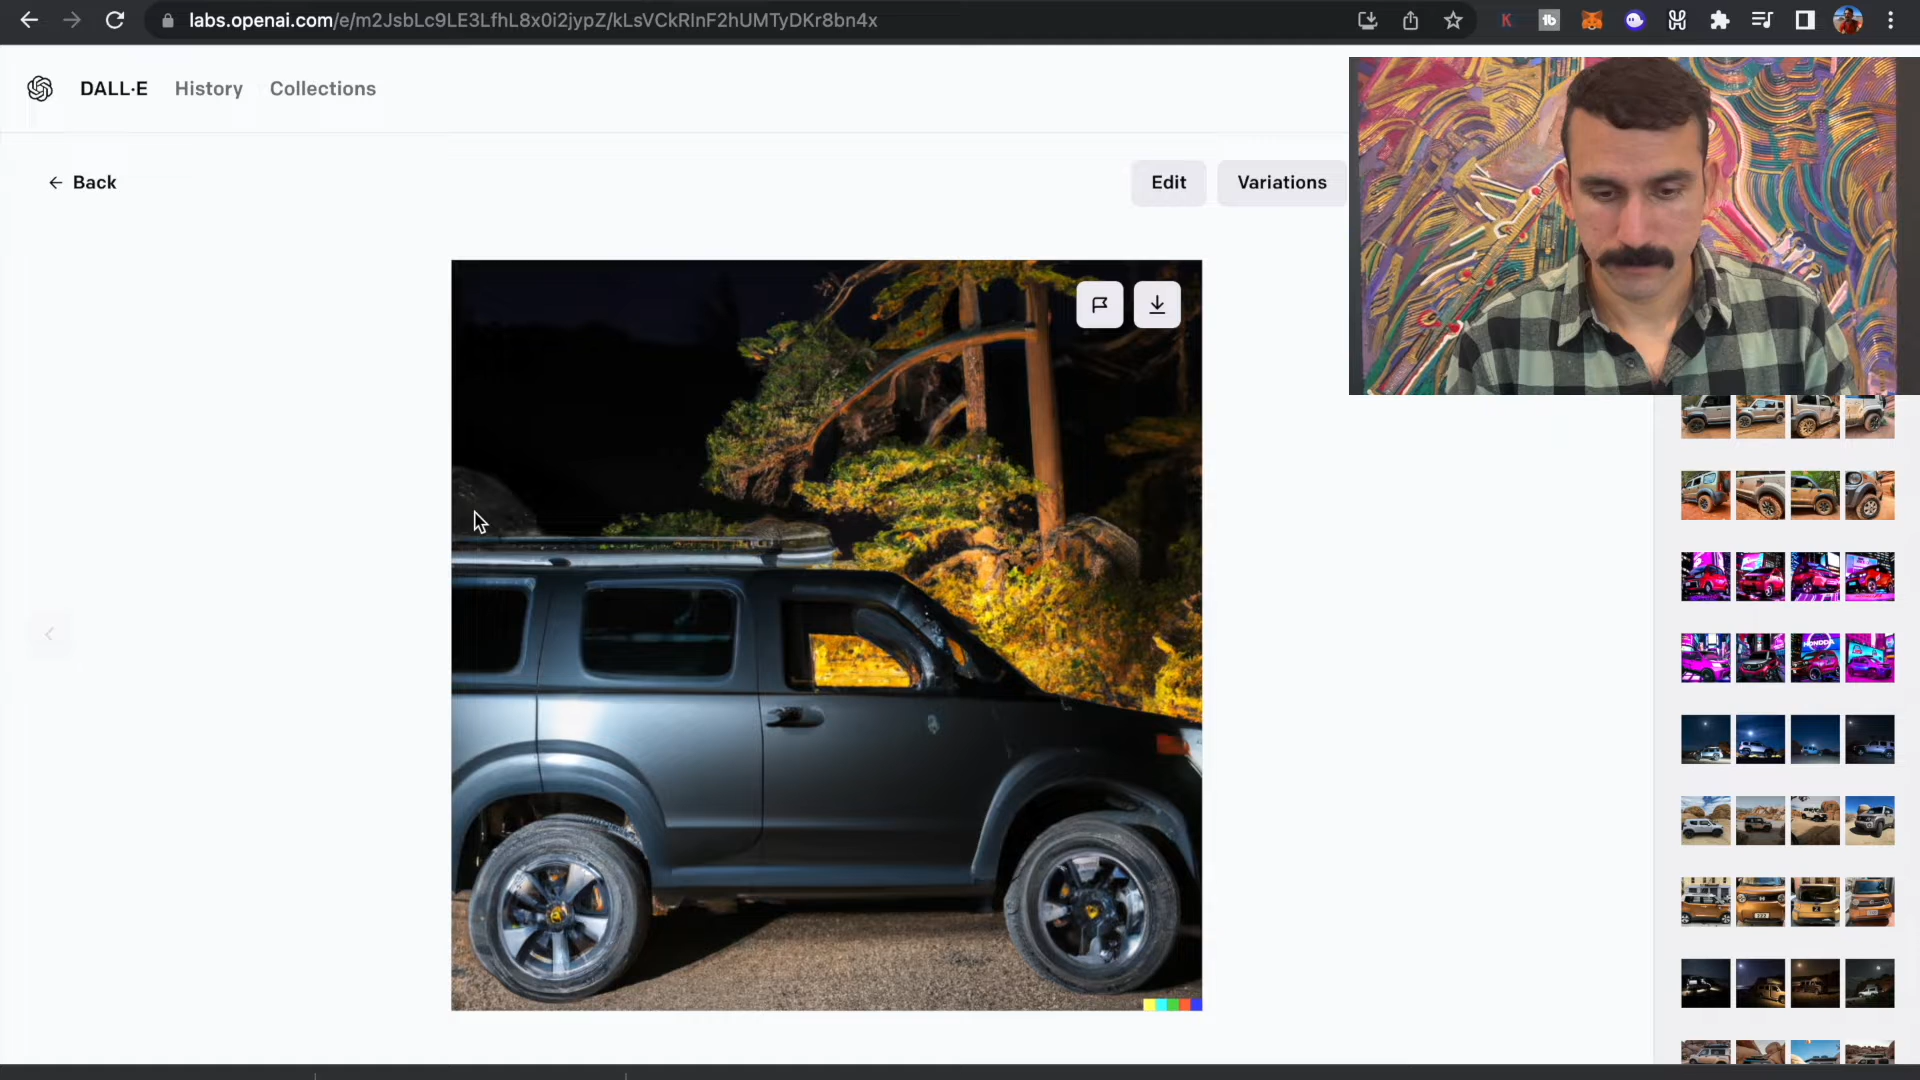 labs.openai.com/e/m2JsbLc9LE3LfhL8x0i2jypZ/kLsVCkRlnF2hUMTyDKr8bn4x
DALL·E History Collections
← Back
Edit
Variations